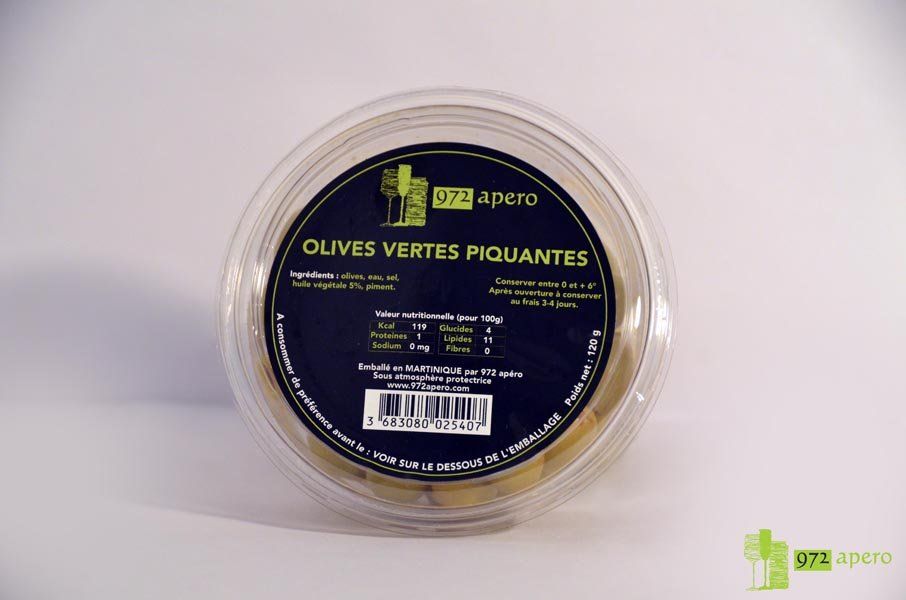 972 apero
OLIVES VERTES PIQUANTES
Ingrédients : olives, eau, sel,
huile végétale 5%, piment.
Conserver entre 0 et + 6°
Après ouverture à conserver
au frais 3-4 jours.
Valeur nutritionnelle (pour 100g)
Kcal 119 Glucides 4
Proteines 1 Lipides 11
Sodium 0 mg Fibres 0
Emballé en MARTINIQUE par 972 apéro
Sous atmosphère protectrice
www.972apero.com
3 683080 025407
A consommer de préférence avant le : VOIR SUR LE DESSOUS DE L'EMBALLAGE
Poids net : 120 g
972 apero